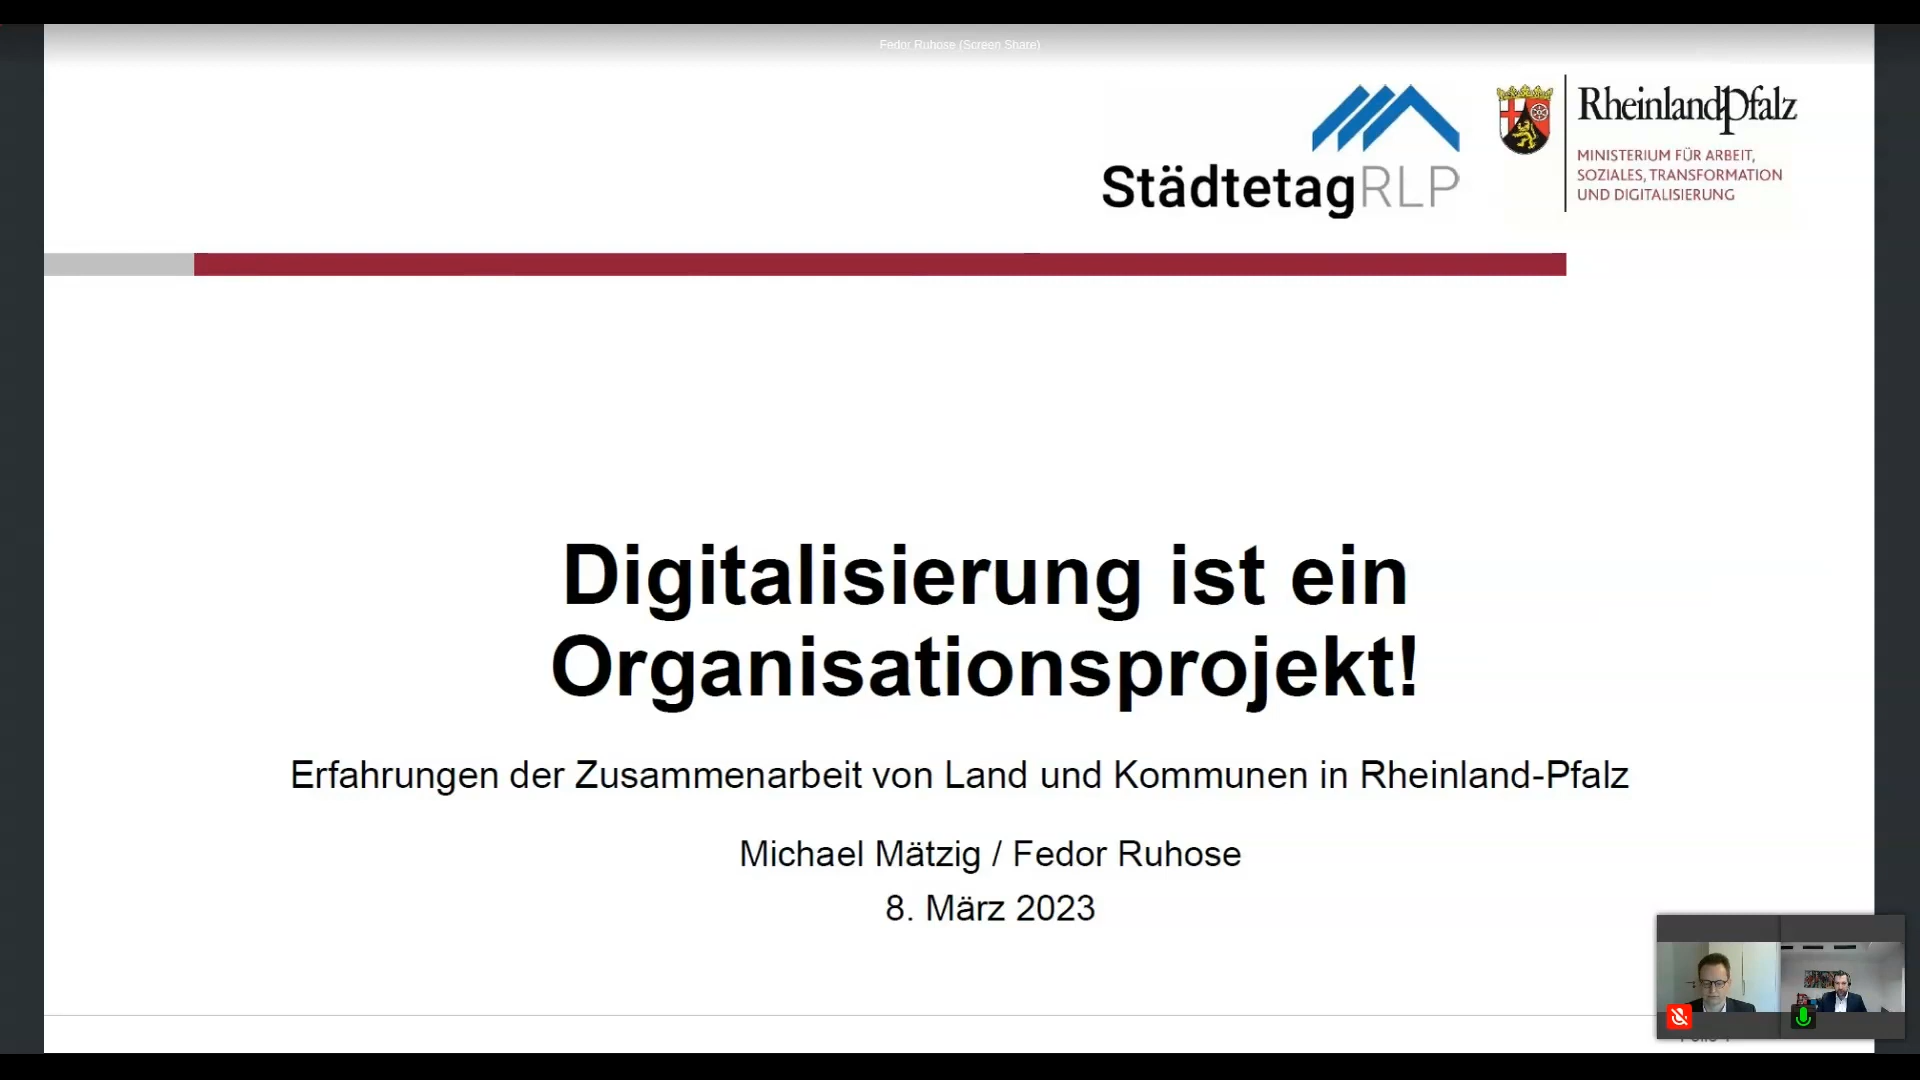 Fedor Ruhose (Screen Share)
StädtetagRLP
RheinlandPfalz
MINISTERIUM FÜR ARBEIT,
SOZIALES, TRANSFORMATION
UND DIGITALISIERUNG
Digitalisierung ist ein
Organisationsprojekt!
Erfahrungen der Zusammenarbeit von Land und Kommunen in Rheinland-Pfalz
Michael Mätzig / Fedor Ruhose
8. März 2023